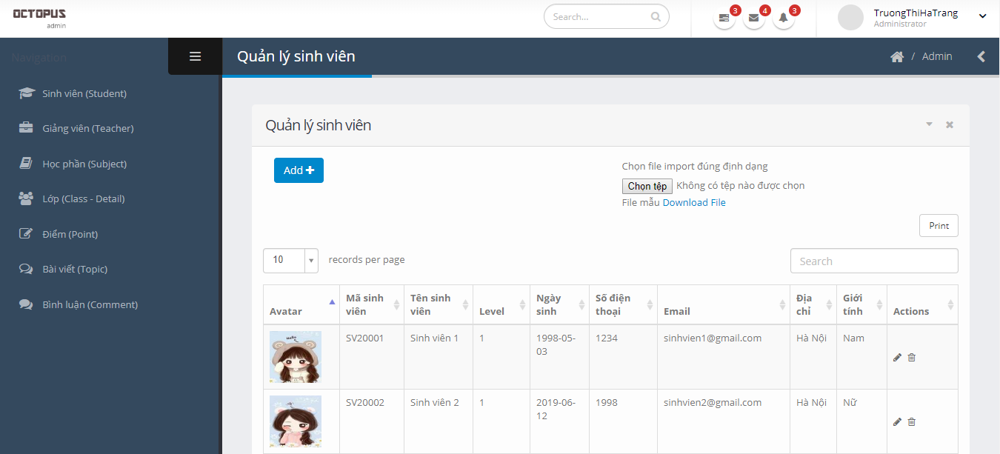 OCTOPUS
admin
Search...
3
4
3
TruongThiHaTrang
Administrator
Navigation
Quản lý sinh viên
/ Admin
Sinh viên (Student)
Giảng viên (Teacher)
Học phần (Subject)
Lớp (Class - Detail)
Điểm (Point)
Bài viết (Topic)
Bình luận (Comment)
Quản lý sinh viên
Add
Chọn file import đúng định dạng
Chọn tệp Không có tệp nào được chọn
File mẫu Download File
Print
10 records per page
Search
Avatar Mã sinh viên Tên sinh viên Level Ngày sinh Số điện thoại Email Địa chỉ Giới tính Actions
SV20001 Sinh viên 1 1 1998-05-03 1234 sinhvien1@gmail.com Hà Nội Nam
SV20002 Sinh viên 2 1 2019-06-12 1998 sinhvien2@gmail.com Hà Nội Nữ